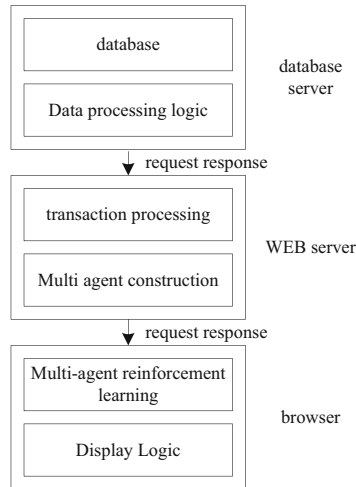 database
Data processing logic
database
server
request response
transaction processing
Multi agent construction
WEB server
request response
Multi-agent reinforcement
learning
Display Logic
browser